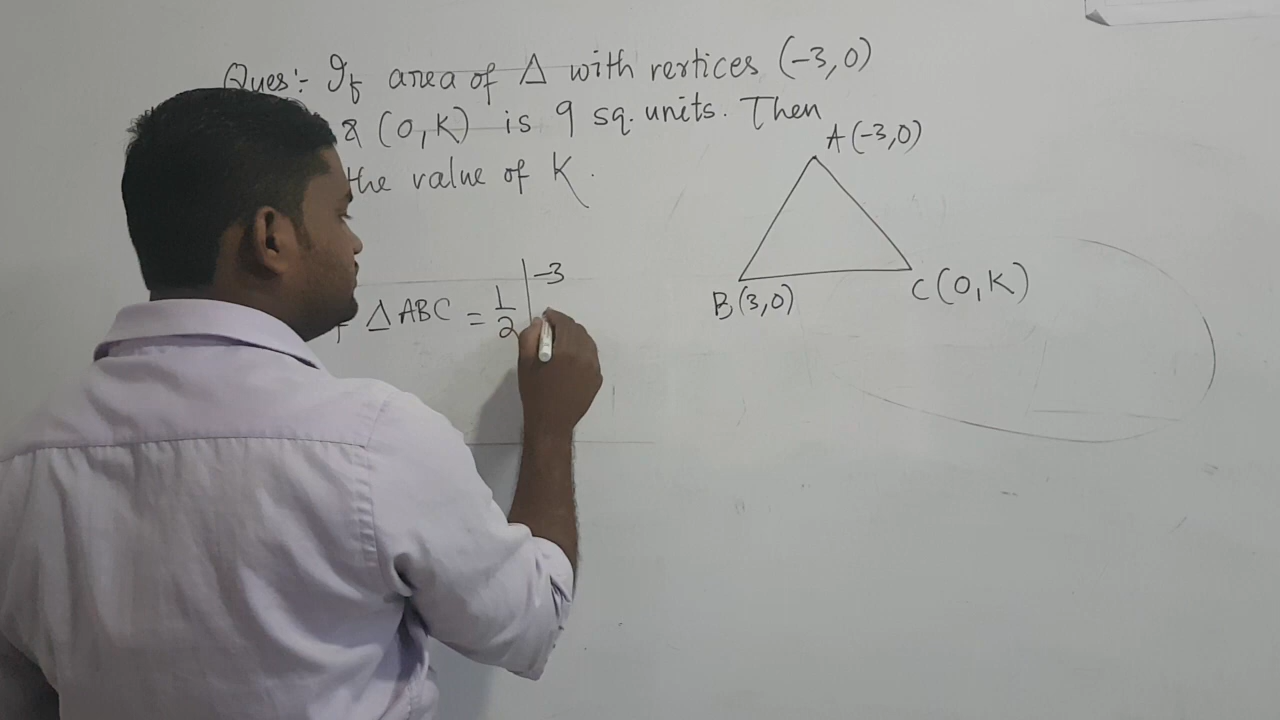 Ques:- If area of Δ with vertices (-3,0)
& (0,K) is 9 sq. units. Then
the value of K.
A(-3,0)
B(3,0)
C(0,K)
Δ ABC = 1/2 | -3